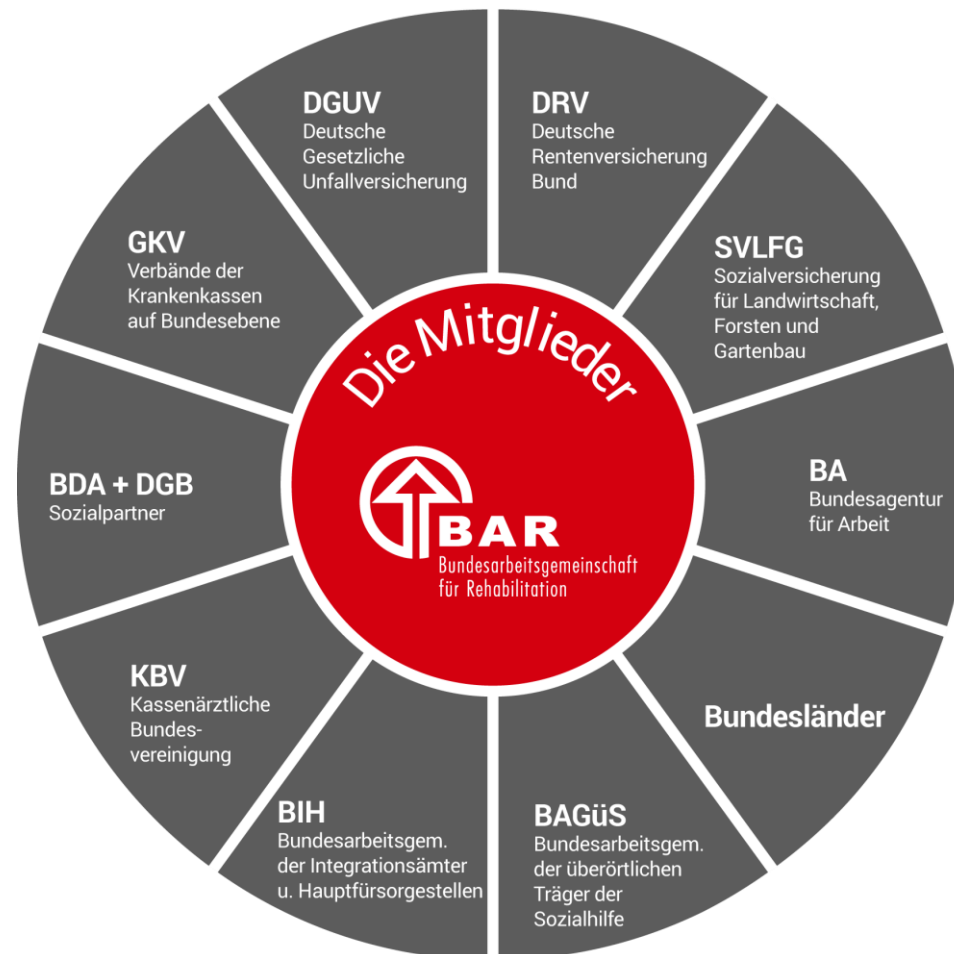 DGUV
Deutsche
Gesetzliche
Unfallversicherung
DRV
Deutsche
Rentenversicherung
Bund
SVLFG
Sozialversicherung
für Landwirtschaft,
Forsten und
Gartenbau
BA
Bundesagentur
für Arbeit
Bundesländer
BAGüS
Bundesarbeitsgem.
der überörtlichen
Träger der
Sozialhilfe
BIH
Bundesarbeitsgem.
der Integrationsämter
u. Hauptfürsorgestellen
KBV
Kassenärztliche
Bundes-
vereinigung
BDA + DGB
Sozialpartner
GKV
Verbände der
Krankenkassen
auf Bundesebene
Die Mitglieder
BAR
Bundesarbeitsgemeinschaft
für Rehabilitation